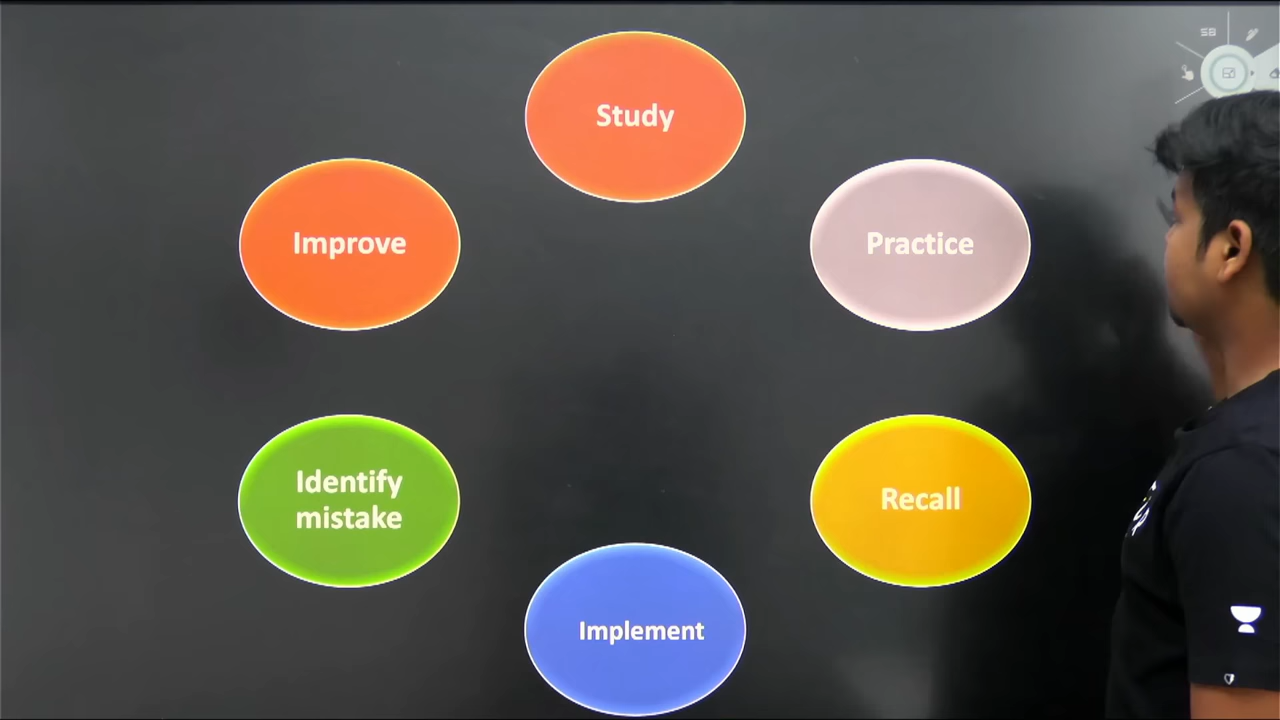 Study
Practice
Recall
Implement
Identify
mistake
Improve